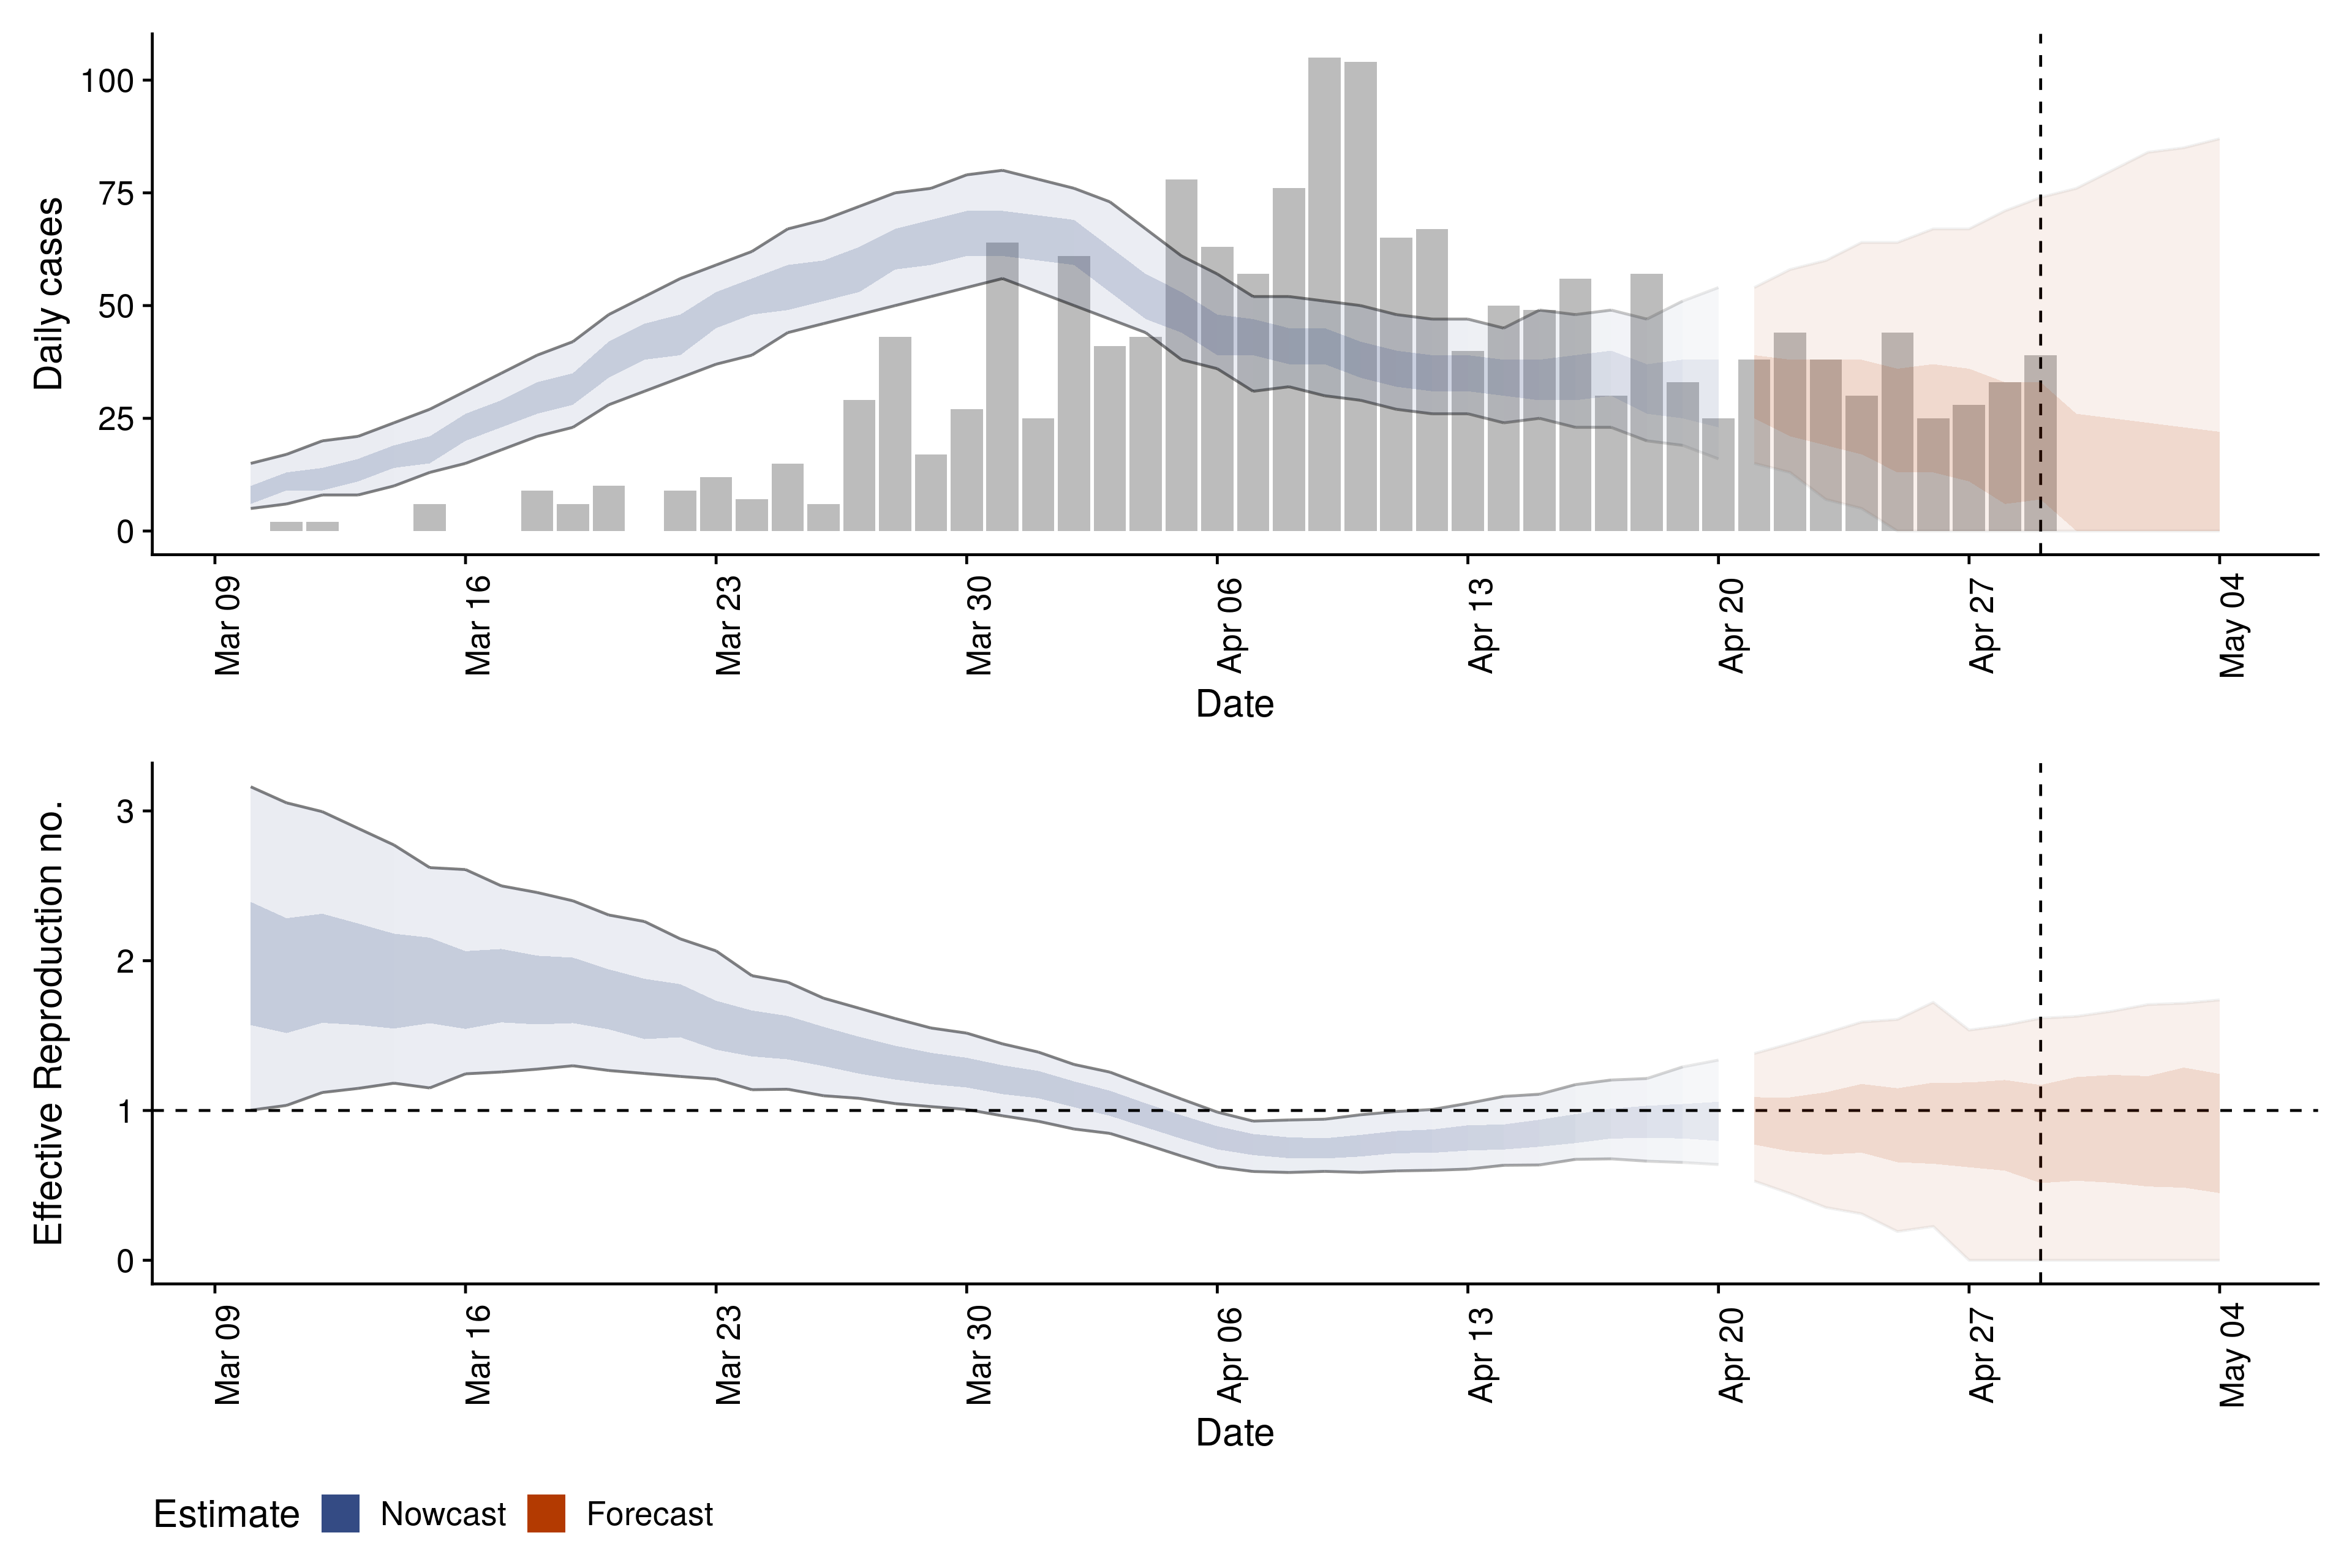 Daily cases
100
75
50
25
0
Mar 09
Mar 16
Mar 23
Mar 30
Apr 06
Apr 13
Apr 20
Apr 27
May 04
Date
Effective Reproduction no.
3
2
1
0
Mar 09
Mar 16
Mar 23
Mar 30
Apr 06
Apr 13
Apr 20
Apr 27
May 04
Date
Estimate Nowcast Forecast